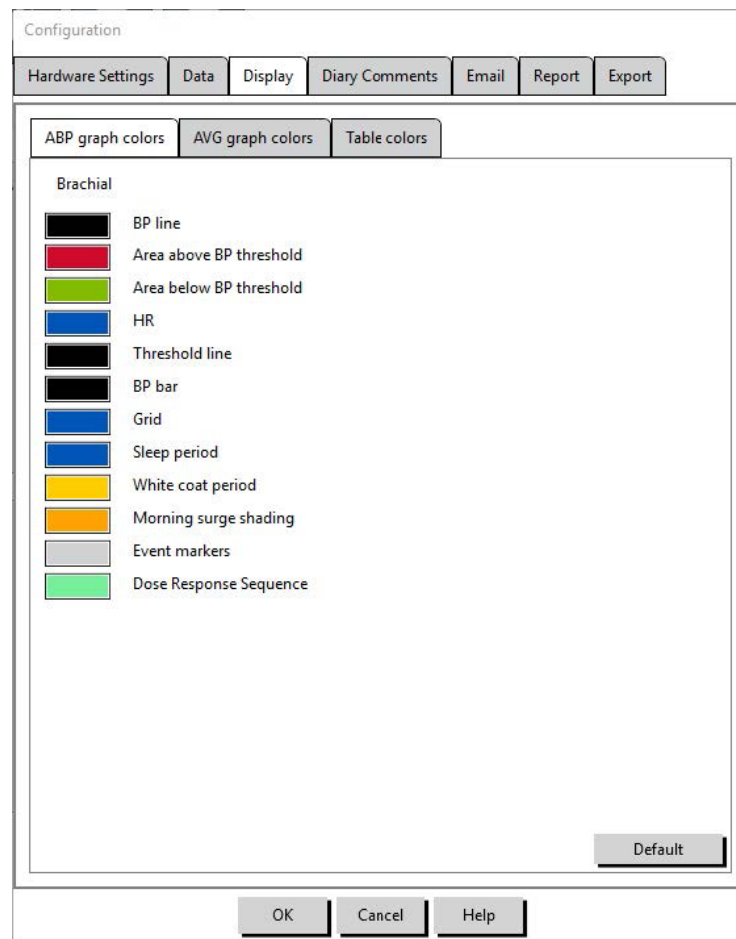 Configuration
Hardware Settings Data Display Diary Comments Email Report Export
ABP graph colors AVG graph colors Table colors
Brachial
BP line
Area above BP threshold
Area below BP threshold
HR
Threshold line
BP bar
Grid
Sleep period
White coat period
Morning surge shading
Event markers
Dose Response Sequence
Default
OK Cancel Help